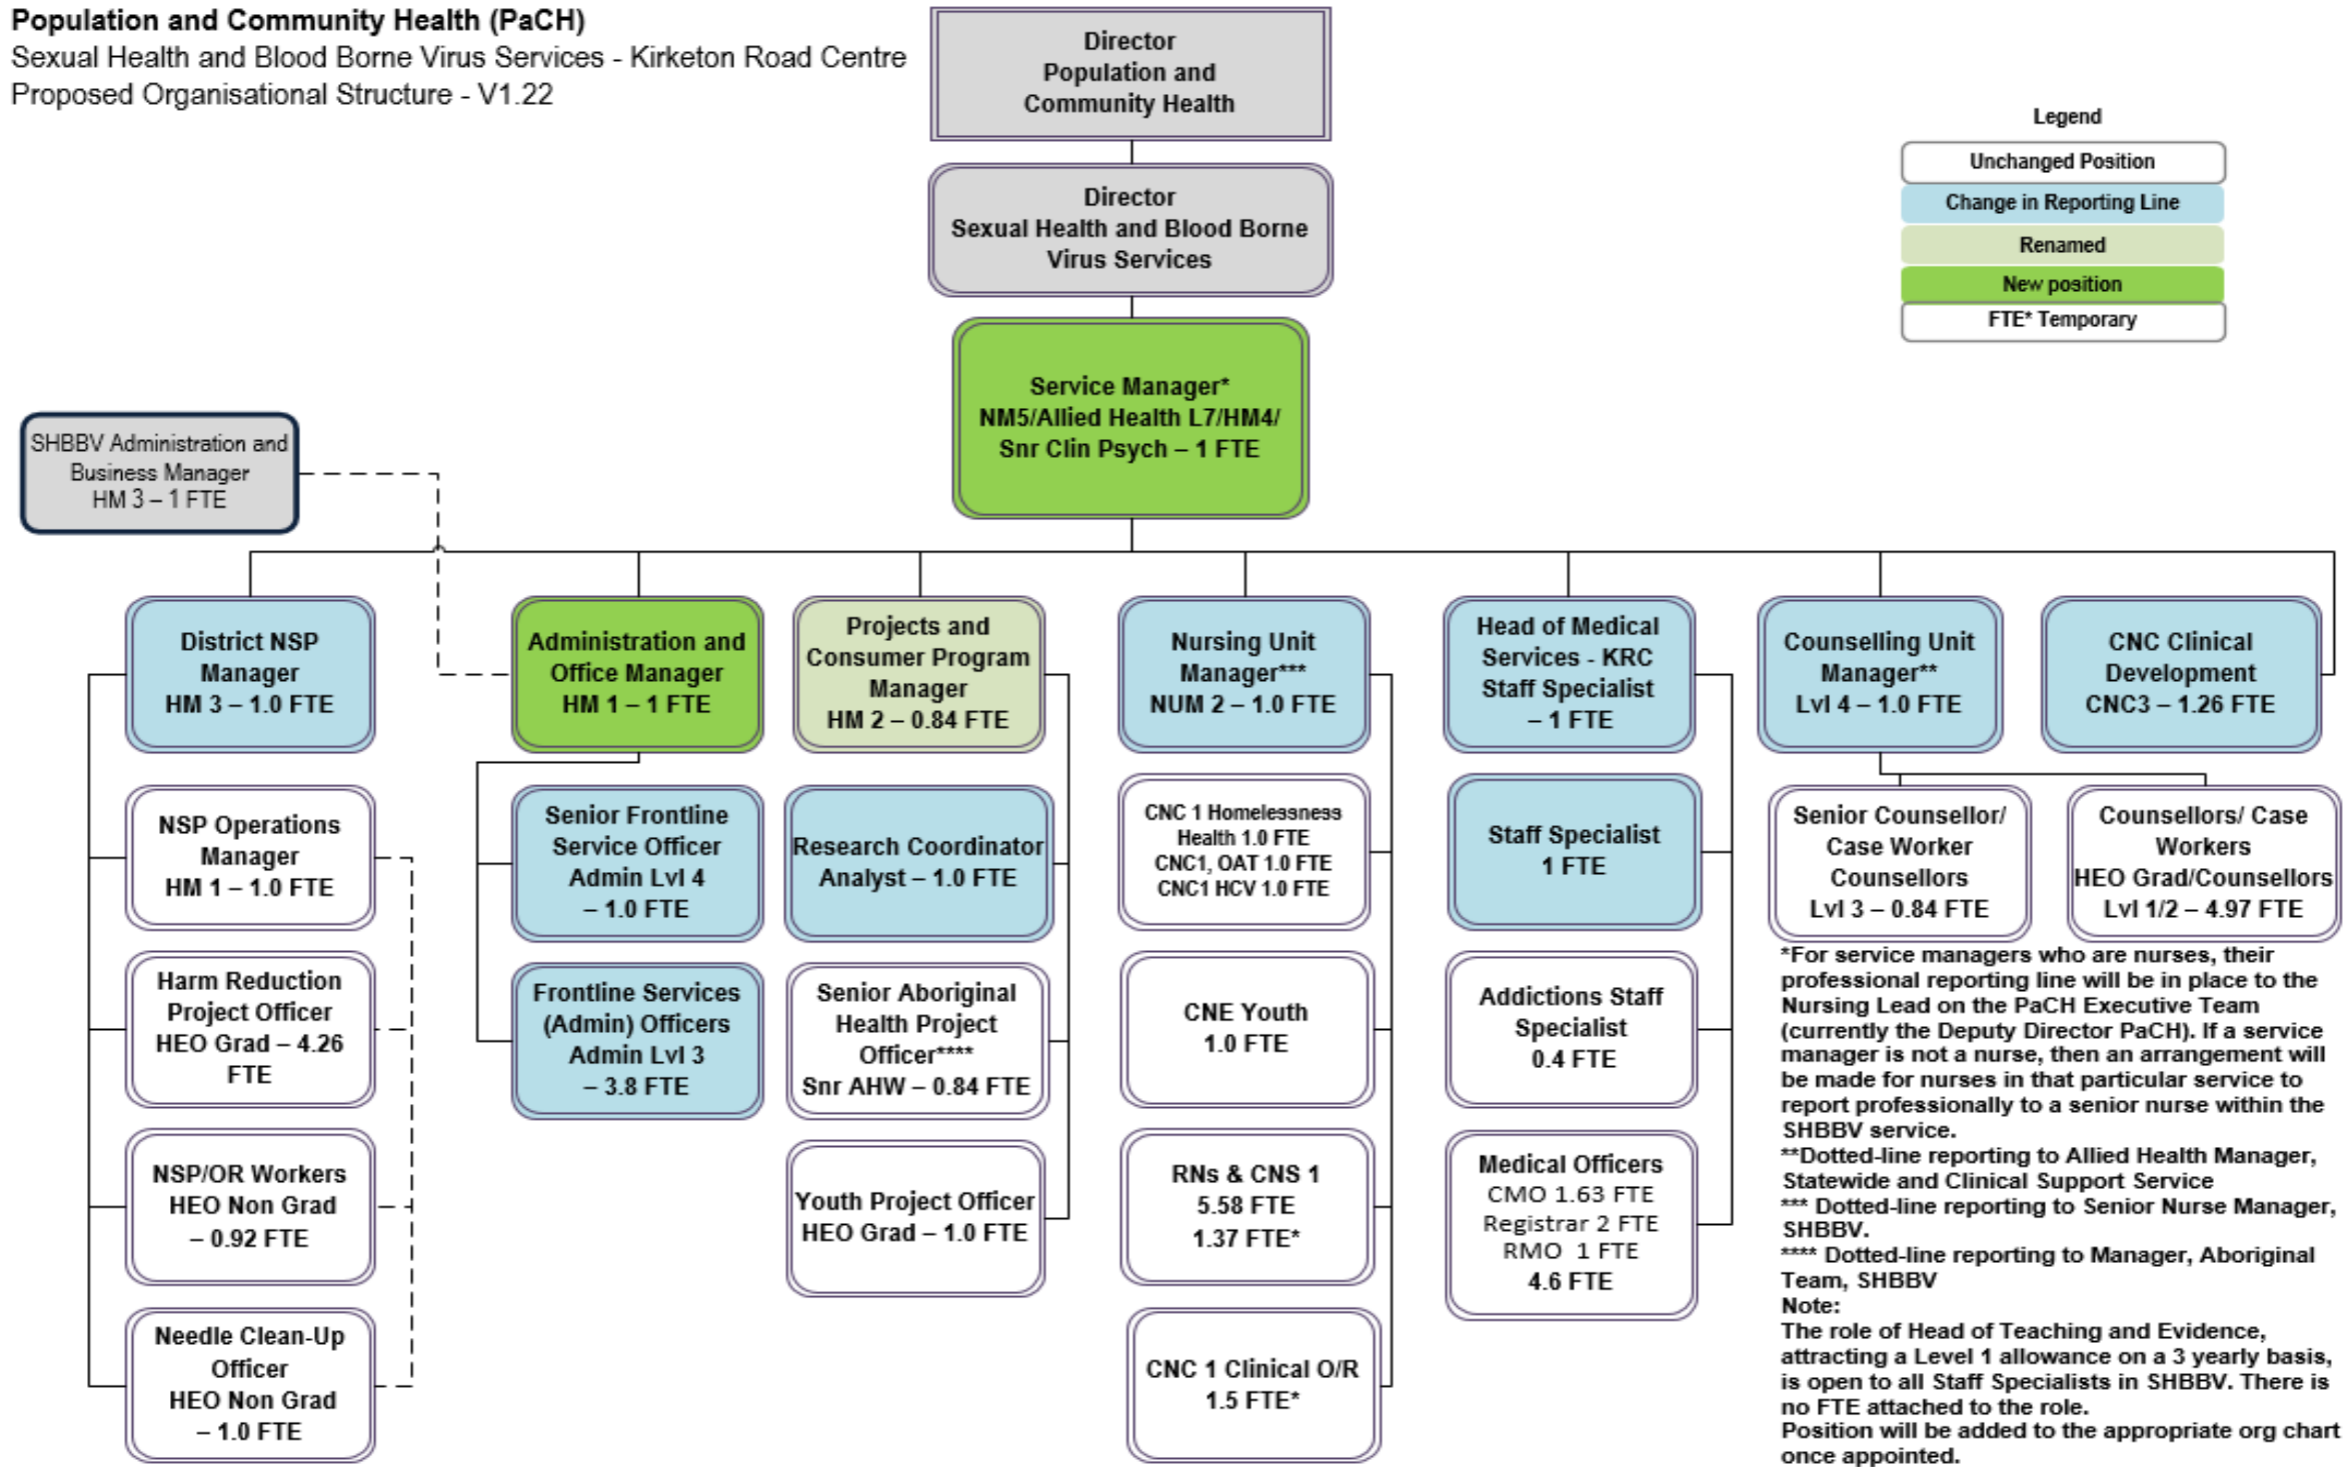 Population and Community Health (PaCH)
Sexual Health and Blood Borne Virus Services - Kirketon Road Centre
Proposed Organisational Structure - V1.22
Director
Population and
Community Health
Legend
Unchanged Position
Change in Reporting Line
Renamed
New position
FTE* Temporary
Director
Sexual Health and Blood Borne
Virus Services
Service Manager*
NM5/Allied Health L7/HM4/
Snr Clin Psych – 1 FTE
SHBBV Administration and
Business Manager
HM 3 – 1 FTE
District NSP
Manager
HM 3 – 1.0 FTE
NSP Operations
Manager
HM 1 – 1.0 FTE
Harm Reduction
Project Officer
HEO Grad – 4.26
FTE
NSP/OR Workers
HEO Non Grad
– 0.92 FTE
Needle Clean-Up
Officer
HEO Non Grad
– 1.0 FTE
Administration and
Office Manager
HM 1 – 1 FTE
Senior Frontline
Service Officer
Admin Lvl 4
– 1.0 FTE
Frontline Services
(Admin) Officers
Admin Lvl 3
– 3.8 FTE
Projects and
Consumer Program
Manager
HM 2 – 0.84 FTE
Research Coordinator
Analyst – 1.0 FTE
Senior Aboriginal
Health Project
Officer****
Snr AHW – 0.84 FTE
Youth Project Officer
HEO Grad – 1.0 FTE
Nursing Unit
Manager***
NUM 2 – 1.0 FTE
CNC 1 Homelessness
Health 1.0 FTE
CNC1, OAT 1.0 FTE
CNC1 HCV 1.0 FTE
CNE Youth
1.0 FTE
RNs & CNS 1
5.58 FTE
1.37 FTE*
CNC 1 Clinical O/R
1.5 FTE*
Head of Medical
Services - KRC
Staff Specialist
– 1 FTE
Staff Specialist
1 FTE
Addictions Staff
Specialist
0.4 FTE
Medical Officers
CMO 1.63 FTE
Registrar 2 FTE
RMO 1 FTE
4.6 FTE
Counselling Unit
Manager**
Lvl 4 – 1.0 FTE
Senior Counsellor/
Case Worker
Counsellors
Lvl 3 – 0.84 FTE
Counsellors/ Case
Workers
HEO Grad/Counsellors
Lvl 1/2 – 4.97 FTE
CNC Clinical
Development
CNC3 – 1.26 FTE
*For service managers who are nurses, their
professional reporting line will be in place to the
Nursing Lead on the PaCH Executive Team
(currently the Deputy Director PaCH). If a service
manager is not a nurse, then an arrangement will
be made for nurses in that particular service to
report professionally to a senior nurse within the
SHBBV service.
**Dotted-line reporting to Allied Health Manager,
Statewide and Clinical Support Service
*** Dotted-line reporting to Senior Nurse Manager,
SHBBV.
**** Dotted-line reporting to Manager, Aboriginal
Team, SHBBV
Note:
The role of Head of Teaching and Evidence,
attracting a Level 1 allowance on a 3 yearly basis,
is open to all Staff Specialists in SHBBV. There is
no FTE attached to the role.
Position will be added to the appropriate org chart
once appointed.